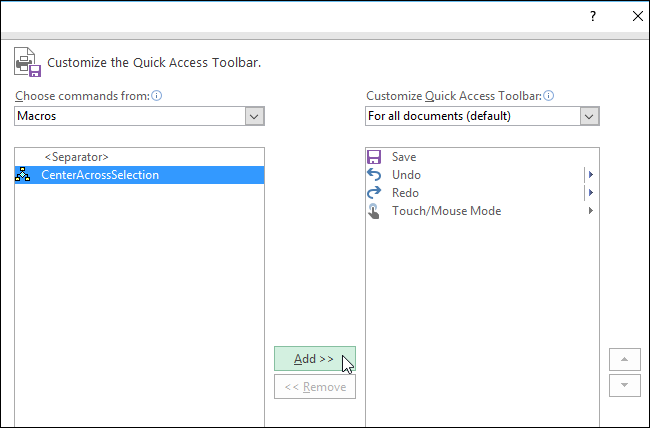 ?
Customize the Quick Access Toolbar.
Choose commands from:
Macros
<Separator>
CenterAcrossSelection
Add >>
<< Remove
Customize Quick Access Toolbar:
For all documents (default)
Save
Undo
Redo
Touch/Mouse Mode